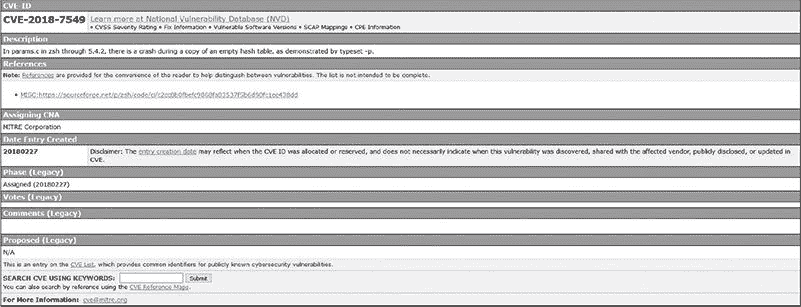 CVE-ID
CVE-2018-7549 Learn more at National Vulnerability Database (NVD)
• CVSS Severity Rating • Fix Information • Vulnerable Software Versions • SCAP Mappings • CPE Information
Description
In params.c in zsh through 5.4.2, there is a crash during a copy of an empty hash table, as demonstrated by typeset -p.
References
Note: References are provided for the convenience of the reader to help distinguish between vulnerabilities. The list is not intended to be complete.
• MISC:https://sourceforge.net/p/zsh/code/ci/
Assigning CNA
MITRE Corporation
Date Entry Created
20180227 Disclaimer: The entry creation date may reflect when the CVE ID was allocated or reserved, and does not necessarily indicate when this vulnerability was discovered, shared with the affected vendor, publicly disclosed, or updated in
CVE.
Phase (Legacy)
Assigned (20180227)
Votes (Legacy)
Comments (Legacy)
Proposed (Legacy)
N/A
This is an entry on the CVE List, which provides common identifiers for publicly known cybersecurity vulnerabilities.
SEARCH CVE USING KEYWORDS: Submit
You can also search by reference using the CVE Reference Maps.
For More Information: cve@mitre.org